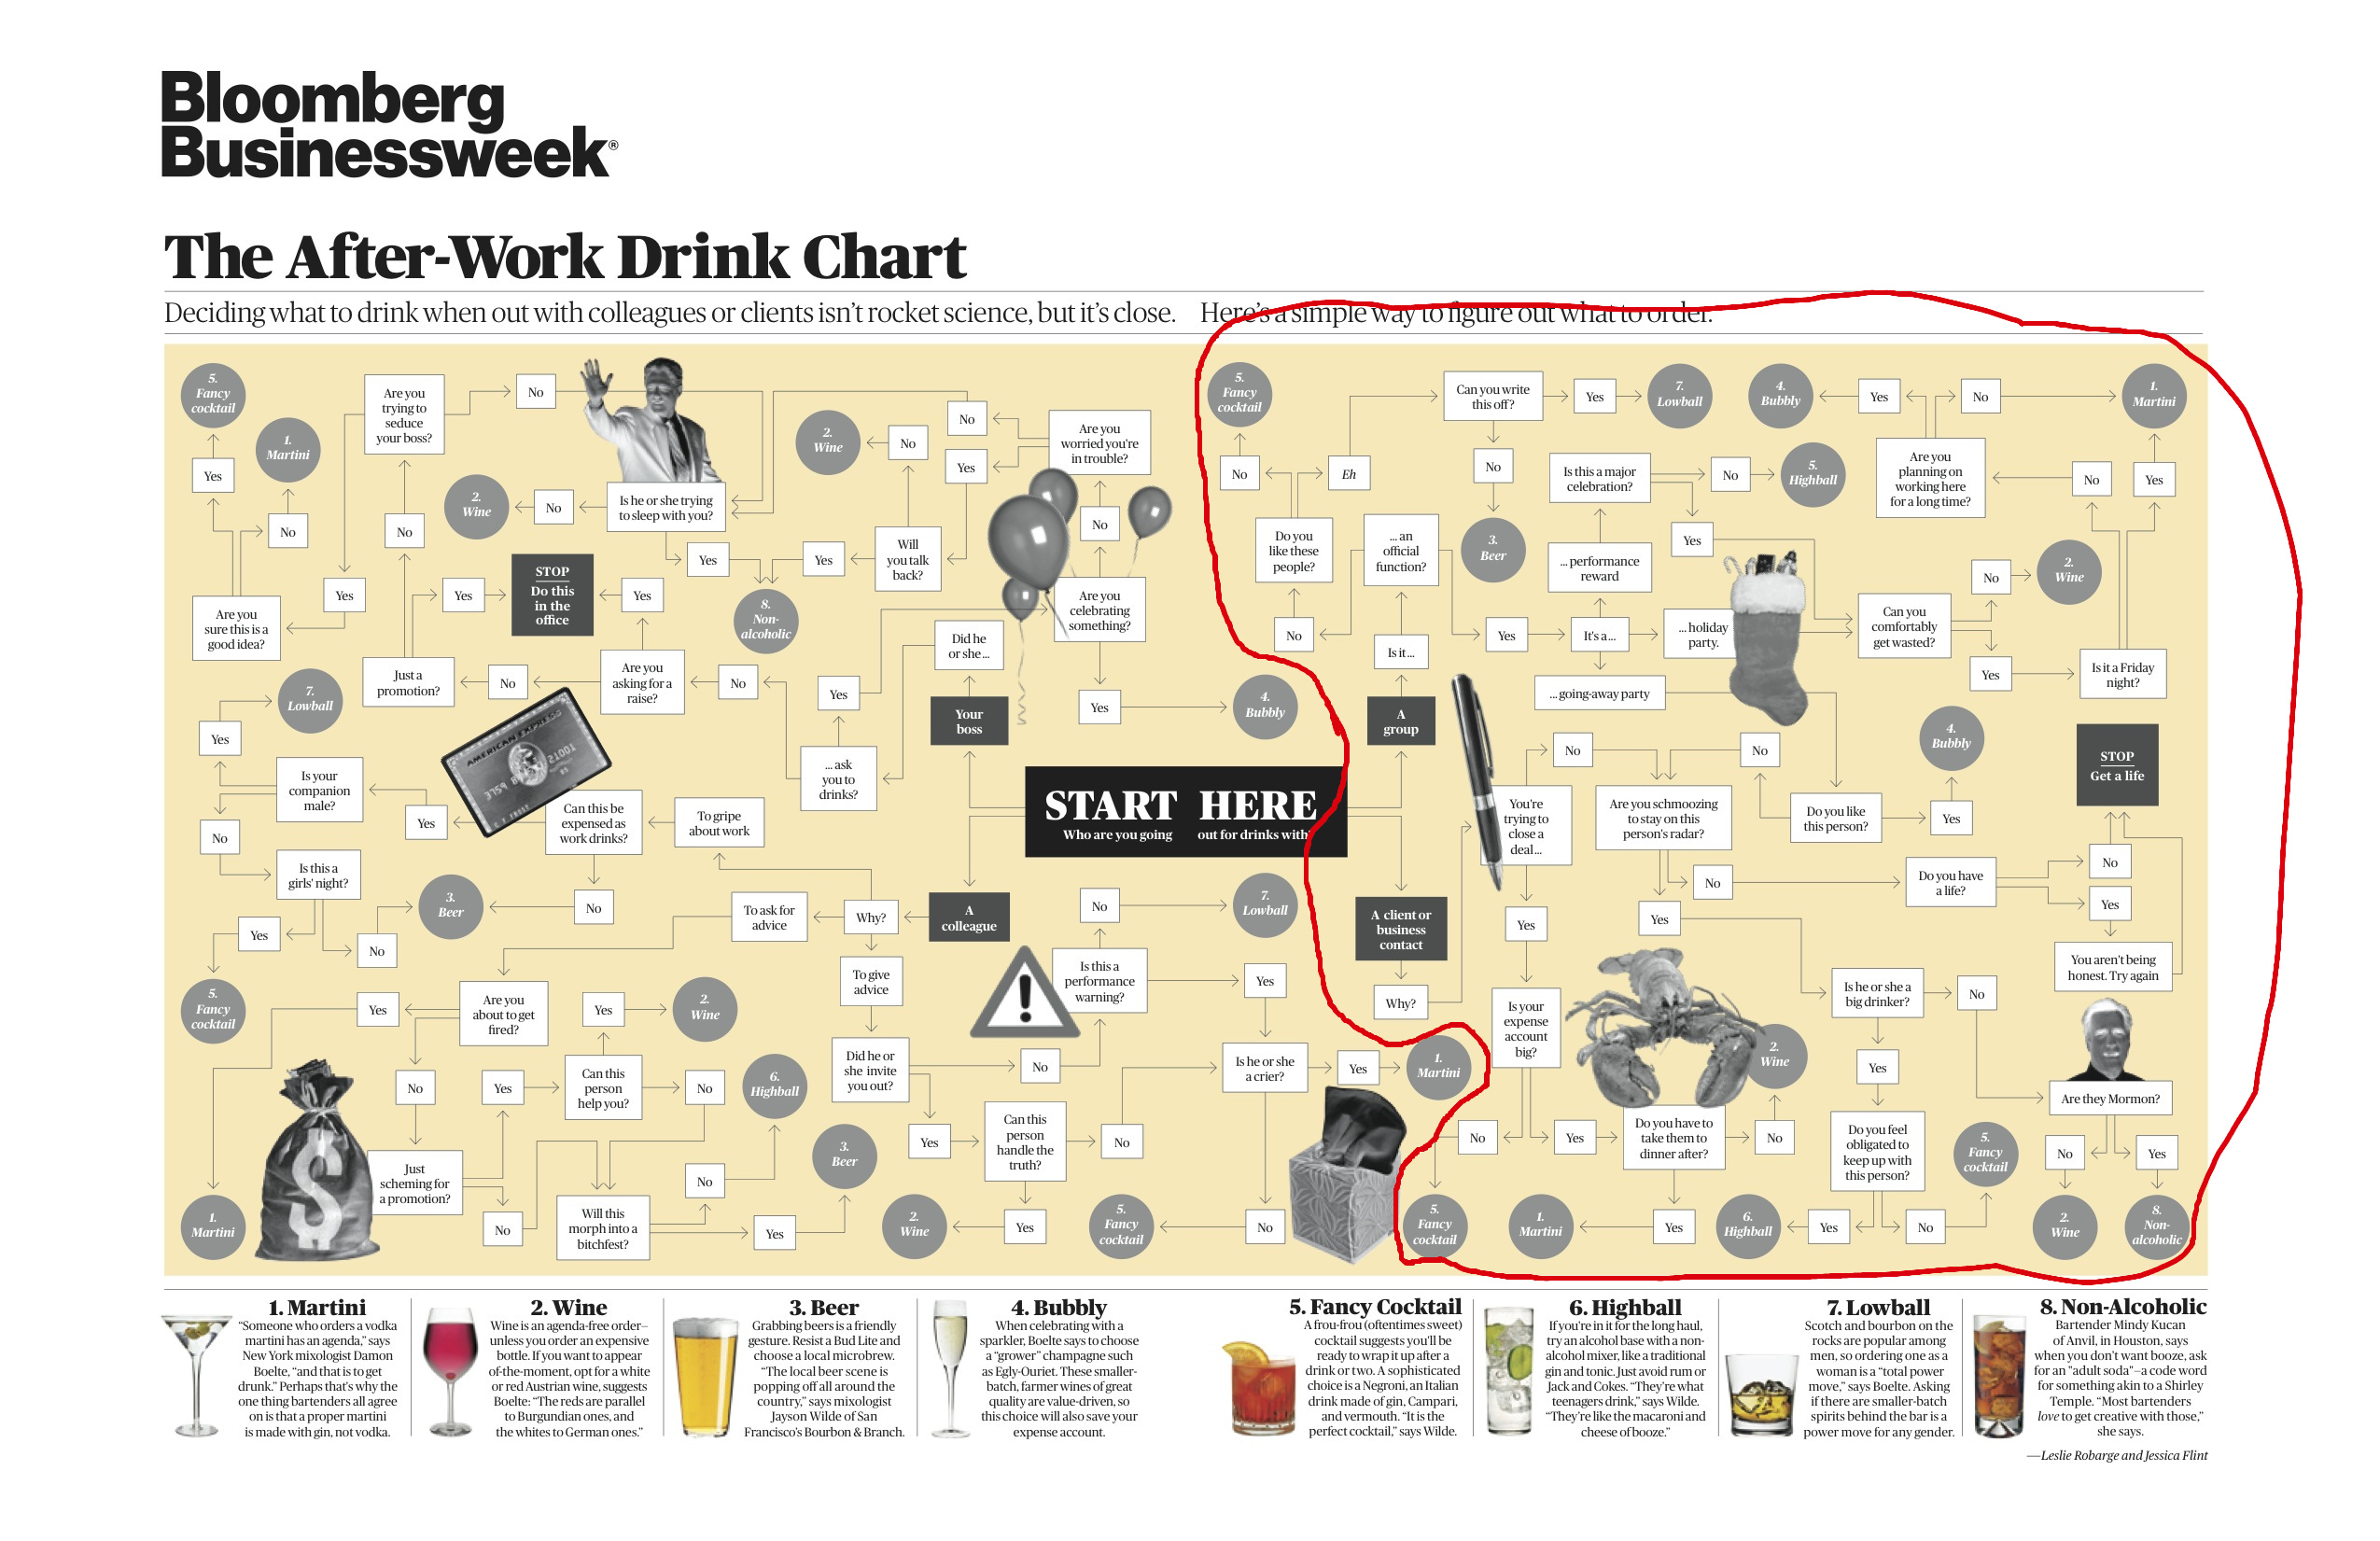 Bloomberg
Businessweek®
The After-Work Drink Chart
Deciding what to drink when out with colleagues or clients isn't rocket science, but it's close. Here's a simple way to figure out what to order.
5.
Fancy
cocktail
1.
Martini
Yes
No
Are you
sure this is a
good idea?
Are you
trying to
seduce
your boss?
No
Yes
No
2.
Wine
No
Is he or she trying
to sleep with you?
Yes
STOP
Do this
in the
office
Yes
Yes
Just a
promotion?
No
Are you
asking for a
raise?
No
8.
Non-
alcoholic
Yes
Will
you talk
back?
No
2.
Wine
No
Yes
Are you
worried you're
in trouble?
No
Are you
celebrating
something?
Yes
4.
Bubbly
Did he
or she...
Your
boss
Yes
...ask
you to
drinks?
START HERE
Who are you going out for drinks with?
7.
Lowball
Yes
Is your
companion
male?
No
Is this a
girls' night?
Yes
No
5.
Fancy
cocktail
AMERICAN EXPRESS
Yes
Can this be
expensed as
work drinks?
To gripe
about work
No
3.
Beer
To ask for
advice
Why?
A
colleague
To give
advice
Did he or
she invite
you out?
No
Is this a
performance
warning?
No
7.
Lowball
Yes
Is he or she
a crier?
Yes
1.
Martini
No
5.
Fancy
cocktail
Yes
Can this
person
handle the
truth?
No
Yes
2.
Wine
Yes
Are you
about to get
fired?
No
1.
Martini
Just
scheming for
a promotion?
Yes
Can this
person
help you?
Yes
2.
Wine
No
No
Will this
morph into a
bitchfest?
No
6.
Highball
Yes
3.
Beer
5.
Fancy
cocktail
No
Eh
Do you
like these
people?
No
Can you write
this off?
Yes
7.
Lowball
No
3.
Beer
...an
official
function?
Is it...
A
group
Yes
It's a...
...performance
reward
Is this a major
celebration?
No
5.
Highball
Yes
...holiday
party.
...going-away party
4.
Bubbly
Yes
No
1.
Martini
Are you
planning on
working here
for a long time?
No
Yes
Can you
comfortably
get wasted?
No
2.
Wine
Yes
Is it a Friday
night?
A client or
business
contact
Why?
You're
trying to
close a
deal...
No
Yes
Are you schmoozing
to stay on this
person's radar?
No
Do you like
this person?
Yes
4.
Bubbly
STOP
Get a life
No
Do you have
a life?
No
Yes
You aren't being
honest. Try again
Yes
Is he or she a
big drinker?
No
Yes
Are they Mormon?
No
Yes
2.
Wine
8.
Non-
alcoholic
Do you feel
obligated to
keep up with
this person?
Yes
6.
Highball
No
5.
Fancy
cocktail
Is your
expense
account
big?
No
5.
Fancy
cocktail
Yes
Do you have to
take them to
dinner after?
No
2.
Wine
Yes
1.
Martini
1. Martini
"Someone who orders a vodka
martini has an agenda," says
New York mixologist Damon
Boelte, "and that is to get
drunk." Perhaps that's why the
one thing bartenders all agree
on is that a proper martini
is made with gin, not vodka.
2. Wine
Wine is an agenda-free order—
unless you order an expensive
bottle. If you want to appear
of-the-moment, opt for a white
or red Austrian wine, suggests
Boelte: "The reds are parallel
to Burgundian ones, and
the whites to German ones."
3. Beer
Grabbing beers is a friendly
gesture. Resist a Bud Lite and
choose a local microbrew.
"The local beer scene is
popping off all around the
country," says mixologist
Jayson Wilde of San
Francisco's Bourbon & Branch.
4. Bubbly
When celebrating with a
sparkler, Boelte says to choose
a "grower" champagne such
as Egly-Ouriet. These smaller-
batch, farmer wines of great
quality are value-driven, so
this choice will also save your
expense account.
5. Fancy Cocktail
A frou-frou (oftentimes sweet)
cocktail suggests you'll be
ready to wrap it up after a
drink or two. A sophisticated
choice is a Negroni, an Italian
drink made of gin, Campari,
and vermouth. "It is the
perfect cocktail," says Wilde.
6. Highball
If you're in it for the long haul,
try an alcohol base with a non-
alcohol mixer, like a traditional
gin and tonic. Just avoid rum or
Jack and Cokes. "They're what
teenagers drink," says Wilde.
"They're like the macaroni and
cheese of booze."
7. Lowball
Scotch and bourbon on the
rocks are popular among
men, so ordering one as a
woman is a "total power
move," says Boelte. Asking
if there are smaller-batch
spirits behind the bar is a
power move for any gender.
8. Non-Alcoholic
Bartender Mindy Kucan
of Anvil, in Houston, says
when you don't want booze, ask
for an "adult soda"—a code word
for something akin to a Shirley
Temple. "Most bartenders
love to get creative with those,"
she says.
—Leslie Robarge and Jessica Flint